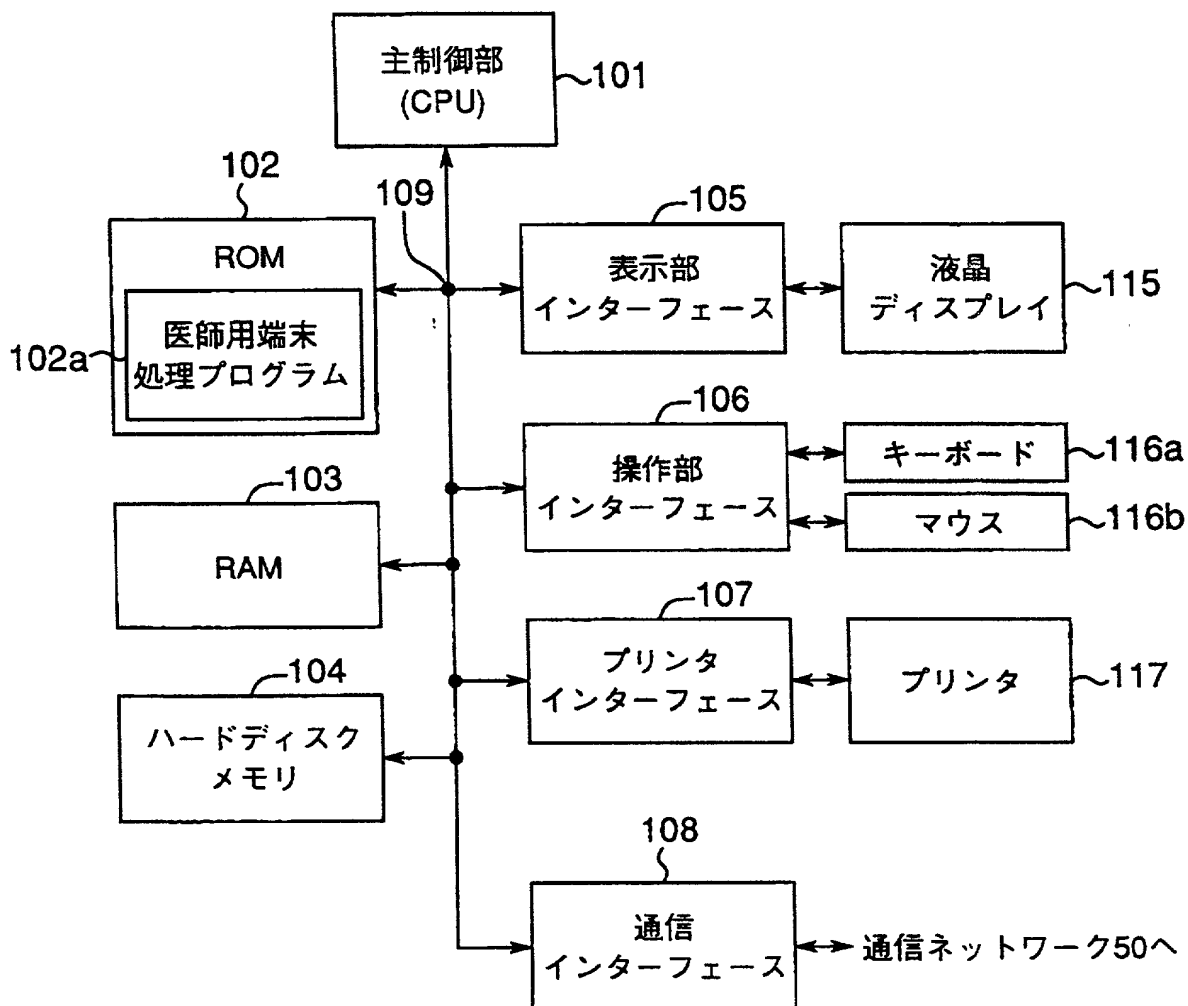 主制御部
(CPU)
101
102
109
105
ROM
表示部
インターフェース
液晶
ディスプレイ
115
102a
医師用端末
処理プログラム
106
操作部
インターフェース
キーボード
116a
マウス
116b
103
RAM
107
プリンタ
インターフェース
プリンタ
117
104
ハードディスク
メモリ
108
通信
インターフェース
通信ネットワーク50へ